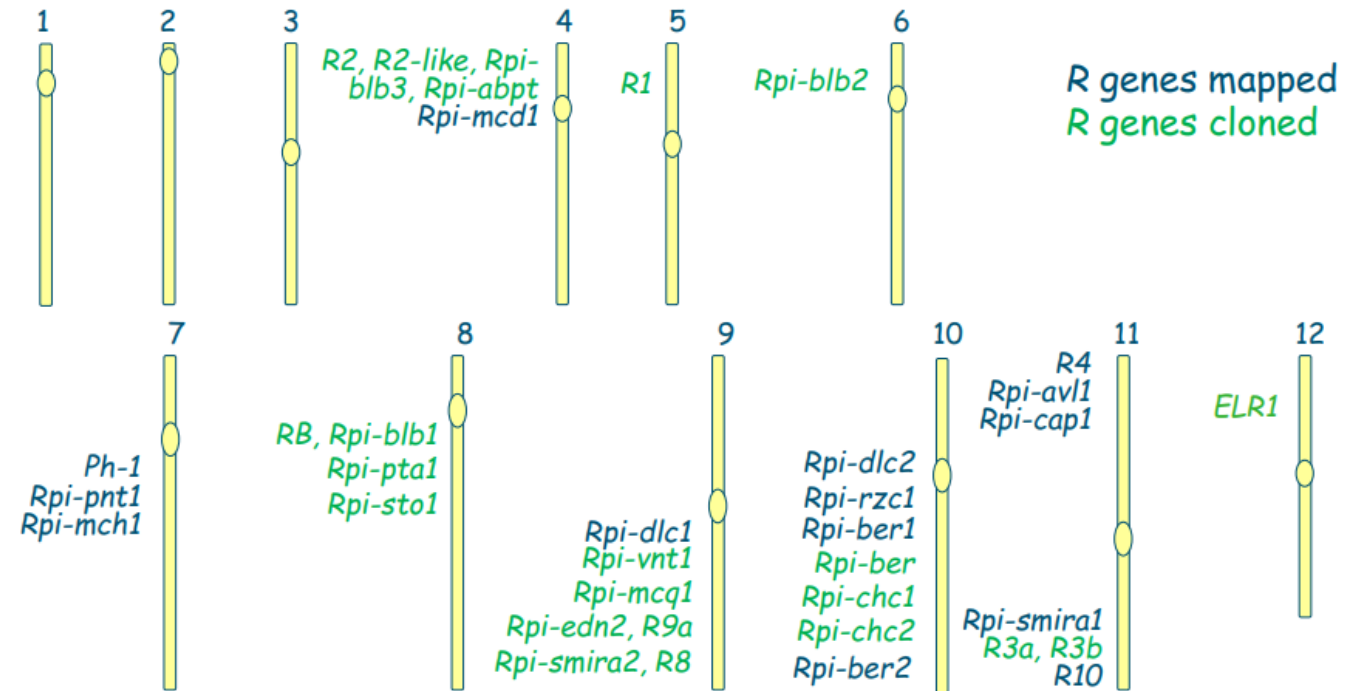 1
2
3
4
5
6
R2, R2-like, Rpi-
blb3, Rpi-abpt
Rpi-mcd1
R1
Rpi-blb2
R genes mapped
R genes cloned
7
8
9
10
11
12
Ph-1
Rpi-pnt1
Rpi-mch1
RB, Rpi-blb1
Rpi-pta1
Rpi-sto1
Rpi-dlc1
Rpi-vnt1
Rpi-mcq1
Rpi-edn2, R9a
Rpi-smira2, R8
Rpi-dlc2
Rpi-rzc1
Rpi-ber1
Rpi-ber
Rpi-chc1
Rpi-chc2
Rpi-ber2
R4
Rpi-avl1
Rpi-cap1
Rpi-smira1
R3a, R3b
R10
ELR1